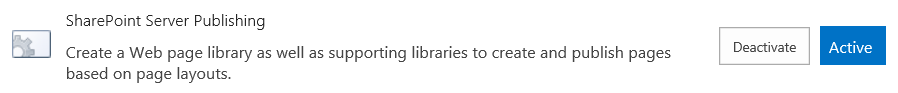 SharePoint Server Publishing
Create a Web page library as well as supporting libraries to create and publish pages
based on page layouts.
Deactivate
Active